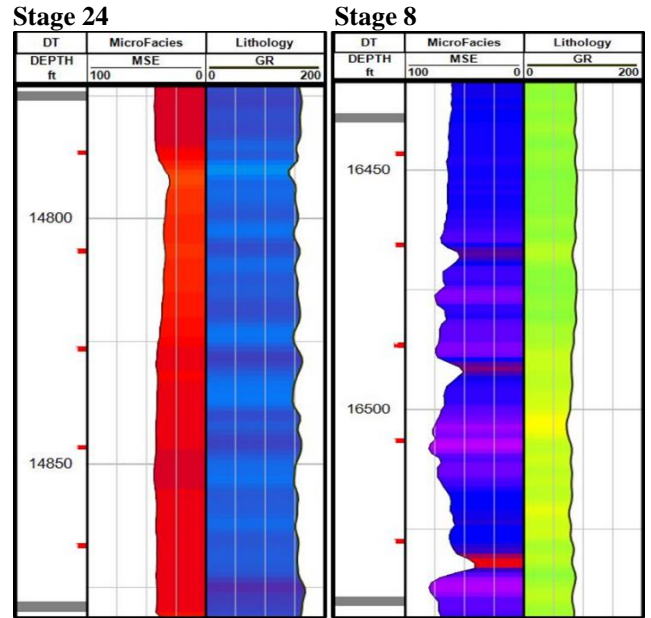 Stage 24
DT MicroFacies Lithology
DEPTH MSE GR
ft 100 0 0 200
14800
14850
Stage 8
DT MicroFacies Lithology
DEPTH MSE GR
ft 100 0 0 200
16450
16500